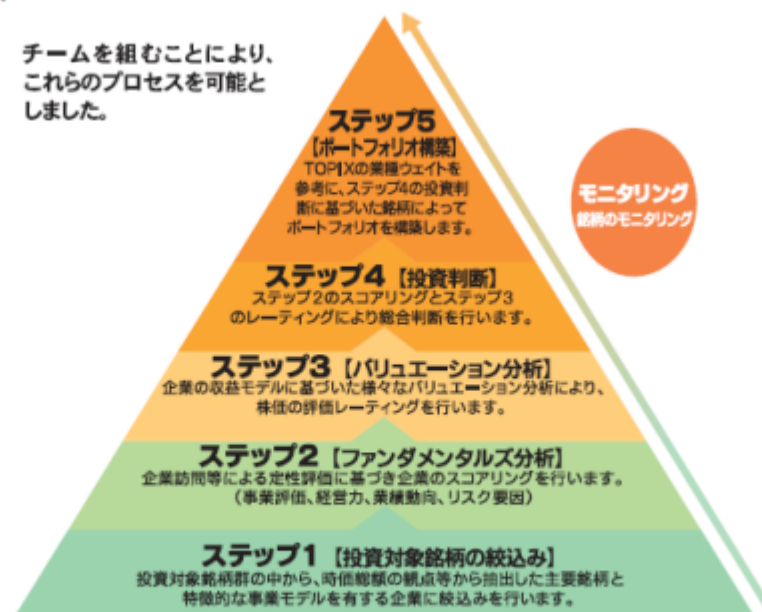 チームを組むことにより、
これらのプロセスを可能と
しました。
ステップ5
【ポートフォリオ構築】
TOPIXの業種ウェイトを
参考に、ステップ4の投資判
断に基づいた銘柄によって
ポートフォリオを構築します。
モニタリング
銘柄のモニタリング
ステップ4【投資判断】
ステップ2のスコアリングとステップ3
のレーティングにより総合判断を行います。
ステップ3【バリュエーション分析】
企業の収益モデルに基づいた様々なバリュエーション分析により、
株価の評価レーティングを行います。
ステップ2【ファンダメンタルズ分析】
企業訪問等による定性評価に基づき企業のスコアリングを行います。
(事業評価、経営力、業績動向、リスク要因)
ステップ1【投資対象銘柄の絞込み】
投資対象銘柄群の中から、時価総額の観点等から抽出した主要銘柄と
特徴的な事業モデルを有する企業に絞込みを行います。